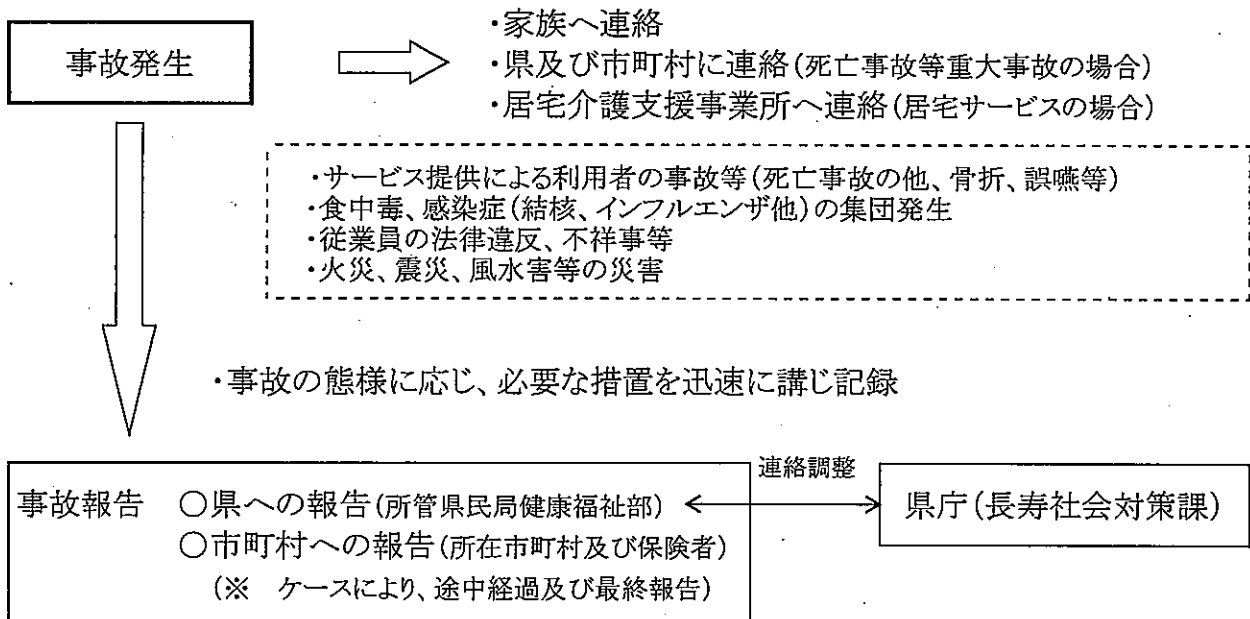 事故発生
・家族へ連絡
・県及び市町村に連絡(死亡事故等重大事故の場合)
・居宅介護支援事業所へ連絡(居宅サービスの場合)
・サービス提供による利用者の事故等(死亡事故の他、骨折、誤嚥等)
・食中毒、感染症(結核、インフルエンザ他)の集団発生
・従業員の法律違反、不祥事等
・火災、震災、風水害等の災害
・事故の態様に応じ、必要な措置を迅速に講じ記録
事故報告 ○県への報告(所管県民局健康福祉部)
○市町村への報告(所在市町村及び保険者)
(※ ケースにより、途中経過及び最終報告)
連絡調整
県庁(長寿社会対策課)